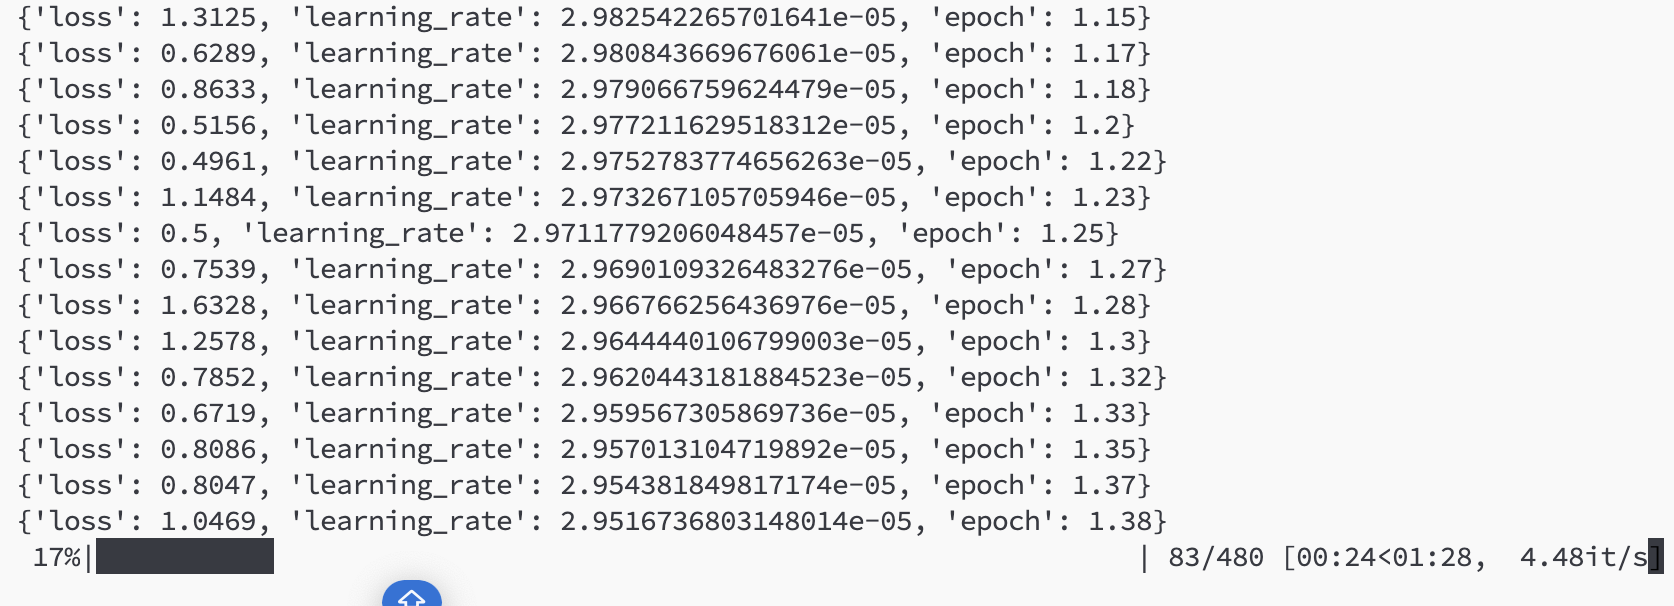 {'loss': 1.3125, 'learning_rate': 2.982542265701641e-05, 'epoch': 1.15}
{'loss': 0.6289, 'learning_rate': 2.980843669676061e-05, 'epoch': 1.17}
{'loss': 0.8633, 'learning_rate': 2.979066759624479e-05, 'epoch': 1.18}
{'loss': 0.5156, 'learning_rate': 2.977211629518312e-05, 'epoch': 1.2}
{'loss': 0.4961, 'learning_rate': 2.9752783774656263e-05, 'epoch': 1.22}
{'loss': 1.1484, 'learning_rate': 2.973267105705946e-05, 'epoch': 1.23}
{'loss': 0.5, 'learning_rate': 2.9711779206048457e-05, 'epoch': 1.25}
{'loss': 0.7539, 'learning_rate': 2.9690109326483276e-05, 'epoch': 1.27}
{'loss': 1.6328, 'learning_rate': 2.966766256436976e-05, 'epoch': 1.28}
{'loss': 1.2578, 'learning_rate': 2.9644440106799003e-05, 'epoch': 1.3}
{'loss': 0.7852, 'learning_rate': 2.9620443181884523e-05, 'epoch': 1.32}
{'loss': 0.6719, 'learning_rate': 2.959567305869736e-05, 'epoch': 1.33}
{'loss': 0.8086, 'learning_rate': 2.957013104719892e-05, 'epoch': 1.35}
{'loss': 0.8047, 'learning_rate': 2.954381849817174e-05, 'epoch': 1.37}
{'loss': 1.0469, 'learning_rate': 2.9516736803148014e-05, 'epoch': 1.38}
17%| | 83/480 [00:24<01:28, 4.48it/s]